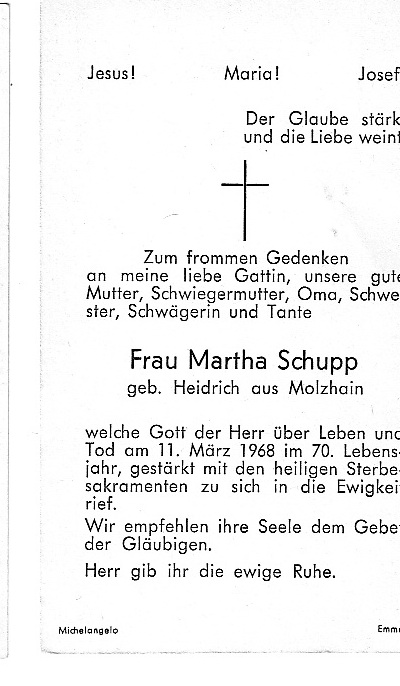 Jesus! Maria! Josef
Der Glaube stärk
und die Liebe weint
Zum frommen Gedenken
an meine liebe Gattin, unsere gute
Mutter, Schwiegermutter, Oma, Schwe-
ster, Schwägerin und Tante
Frau Martha Schupp
geb. Heidrich aus Molzhain
welche Gott der Herr über Leben und
Tod am 11. März 1968 im 70. Lebens-
jahr, gestärkt mit den heiligen Sterbe-
sakramenten zu sich in die Ewigkei
rief.
Wir empfehlen ihre Seele dem Gebe
der Gläubigen.
Herr gib ihr die ewige Ruhe.
Michelangelo Emm